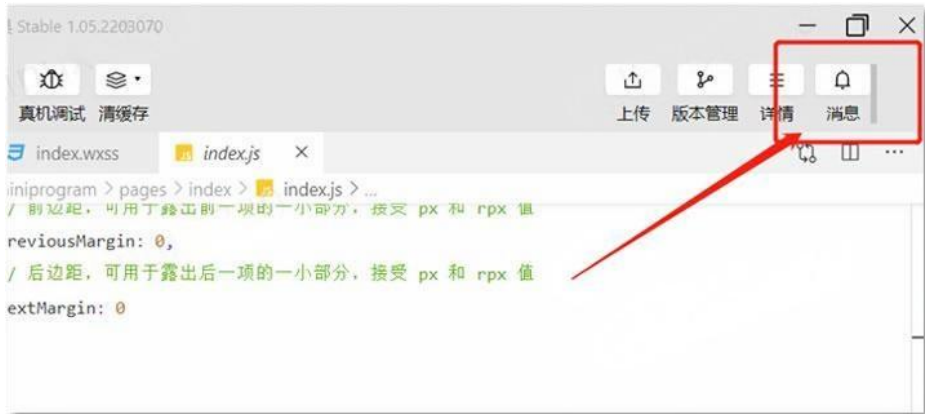 Stable 1.05.2203070
真机调试 清缓存 上传 版本管理 详情 消息
index.wxss index.js
iniprogram > pages > index > index.js > ...
/ 前边距，可用于露出前一项的一小部分，接受 px 和 rpx 值
reviousMargin: 0,
/ 后边距，可用于露出后一项的一小部分，接受 px 和 rpx 值
extMargin: 0